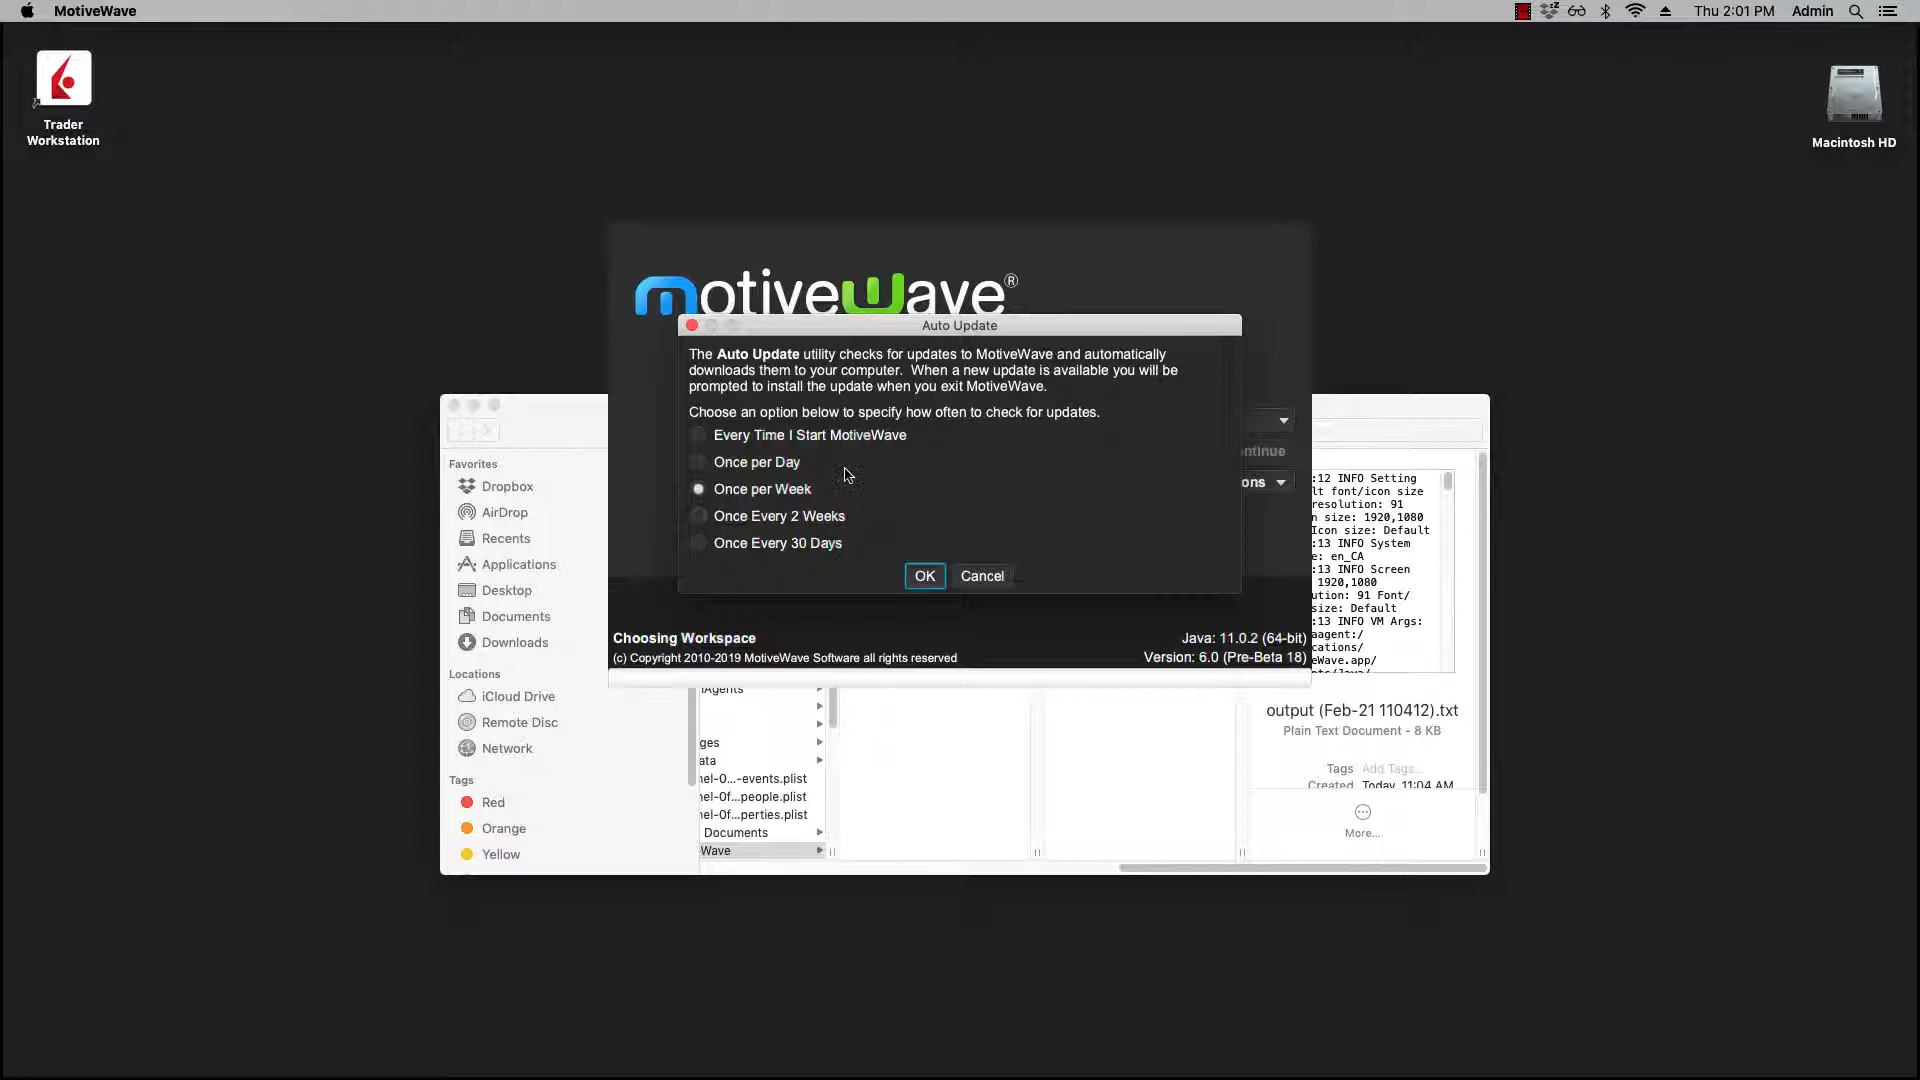 MotiveWave
Thu 2:01 PM Admin
Trader
Workstation
Macintosh HD
motivewave®
Auto Update
The Auto Update utility checks for updates to MotiveWave and automatically
downloads them to your computer. When a new update is available you will be
prompted to install the update when you exit MotiveWave.
Choose an option below to specify how often to check for updates.
Every Time I Start MotiveWave
Once per Day
Once per Week
Once Every 2 Weeks
Once Every 30 Days
OK Cancel
ntinue
ons
Choosing Workspace
(c) Copyright 2010-2019 MotiveWave Software all rights reserved
Java: 11.0.2 (64-bit)
Version: 6.0 (Pre-Beta 18)
Favorites
Dropbox
AirDrop
Recents
Applications
Desktop
Documents
Downloads
Locations
iCloud Drive
Remote Disc
Network
Tags
Red
Orange
Yellow
Agents
ges
ata
nel-0...-events.plist
nel-0f...people.plist
nel-0f...perties.plist
Documents
Wave
:12 INFO Setting
lt font/icon size
resolution: 91
n size: 1920,1080
Icon size: Default
:13 INFO System
e: en_CA
:13 INFO Screen
1920,1080
ution: 91 Font/
size: Default
:13 INFO VM Args:
aagent:/
cations/
eWave.app/
output (Feb-21 110412).txt
Plain Text Document - 8 KB
Tags Add Tags...
Created Today, 11:04 AM
More...